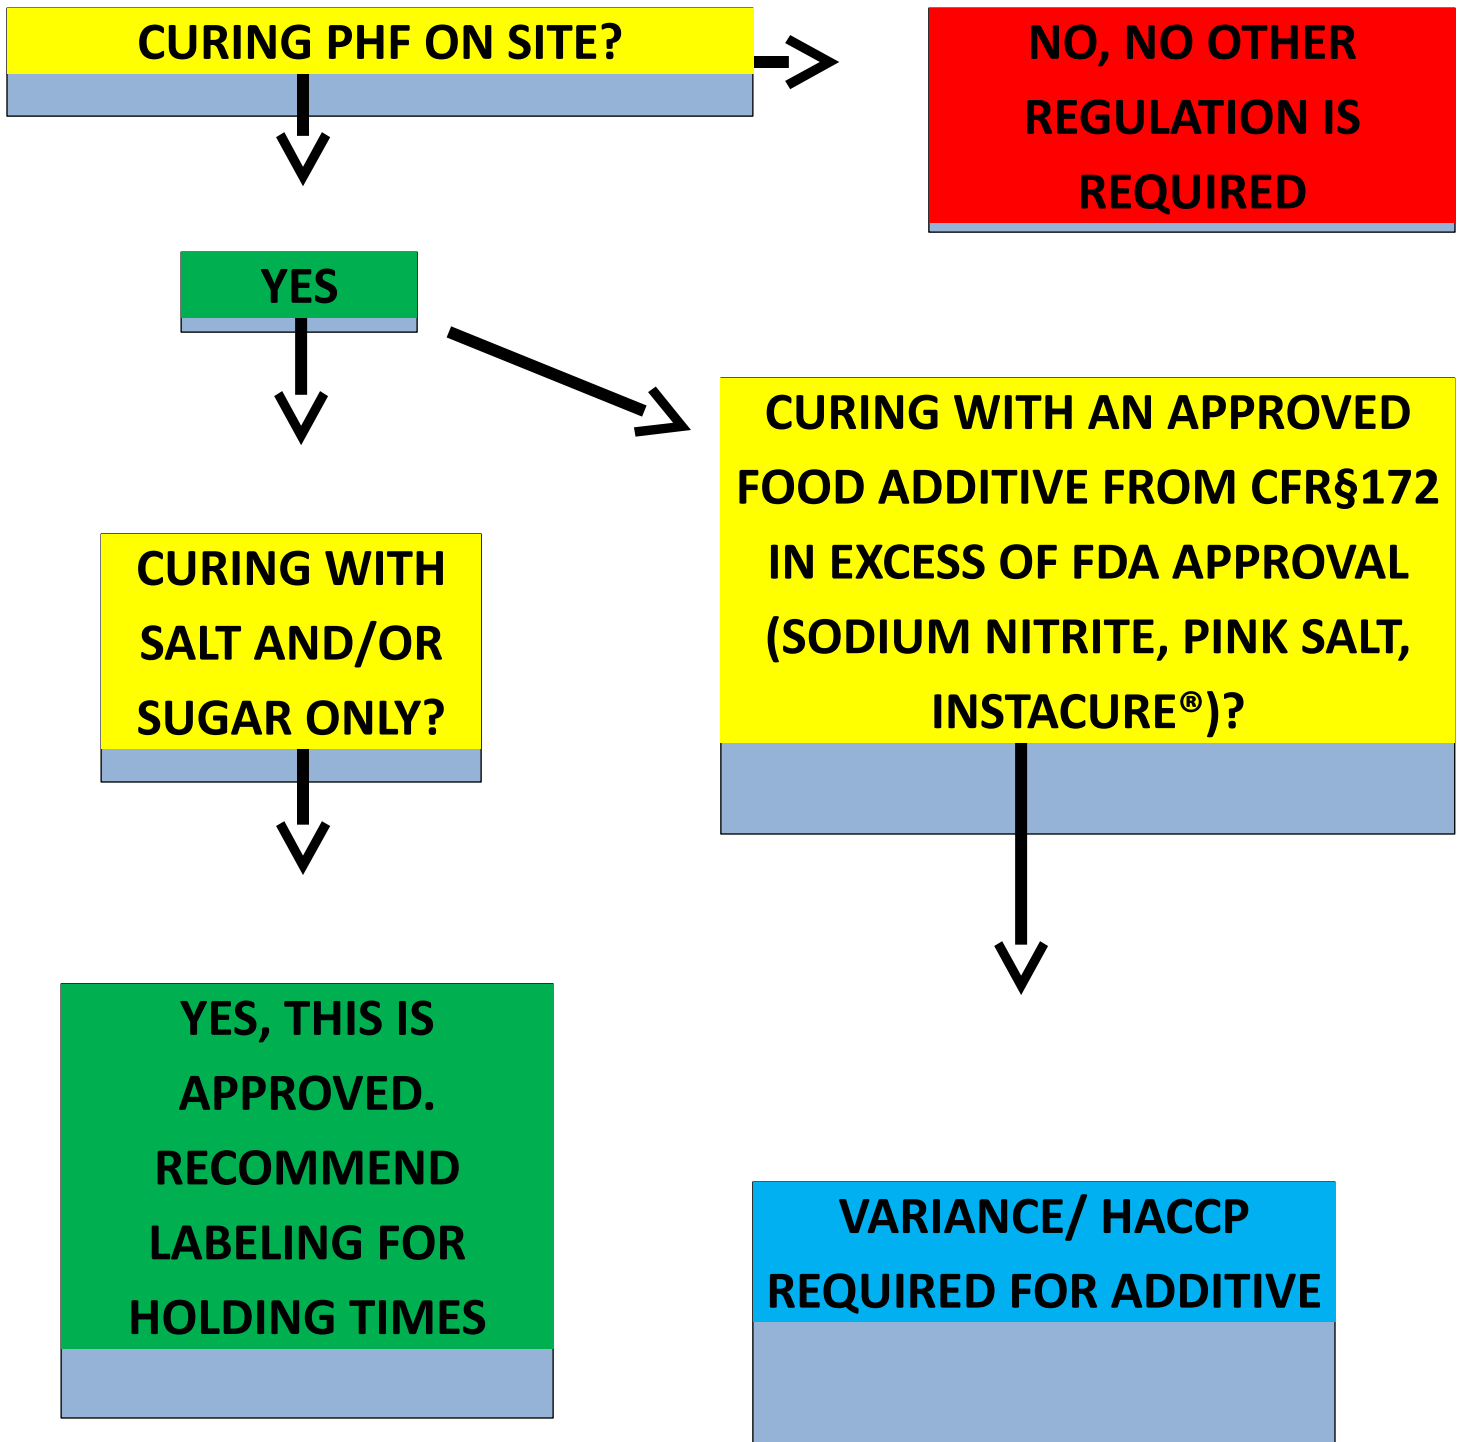 CURING PHF ON SITE?
NO, NO OTHER
REGULATION IS
REQUIRED
YES
CURING WITH AN APPROVED
FOOD ADDITIVE FROM CFR§172
IN EXCESS OF FDA APPROVAL
(SODIUM NITRITE, PINK SALT,
INSTACURE®)?
CURING WITH
SALT AND/OR
SUGAR ONLY?
YES, THIS IS
APPROVED.
RECOMMEND
LABELING FOR
HOLDING TIMES
VARIANCE/ HACCP
REQUIRED FOR ADDITIVE